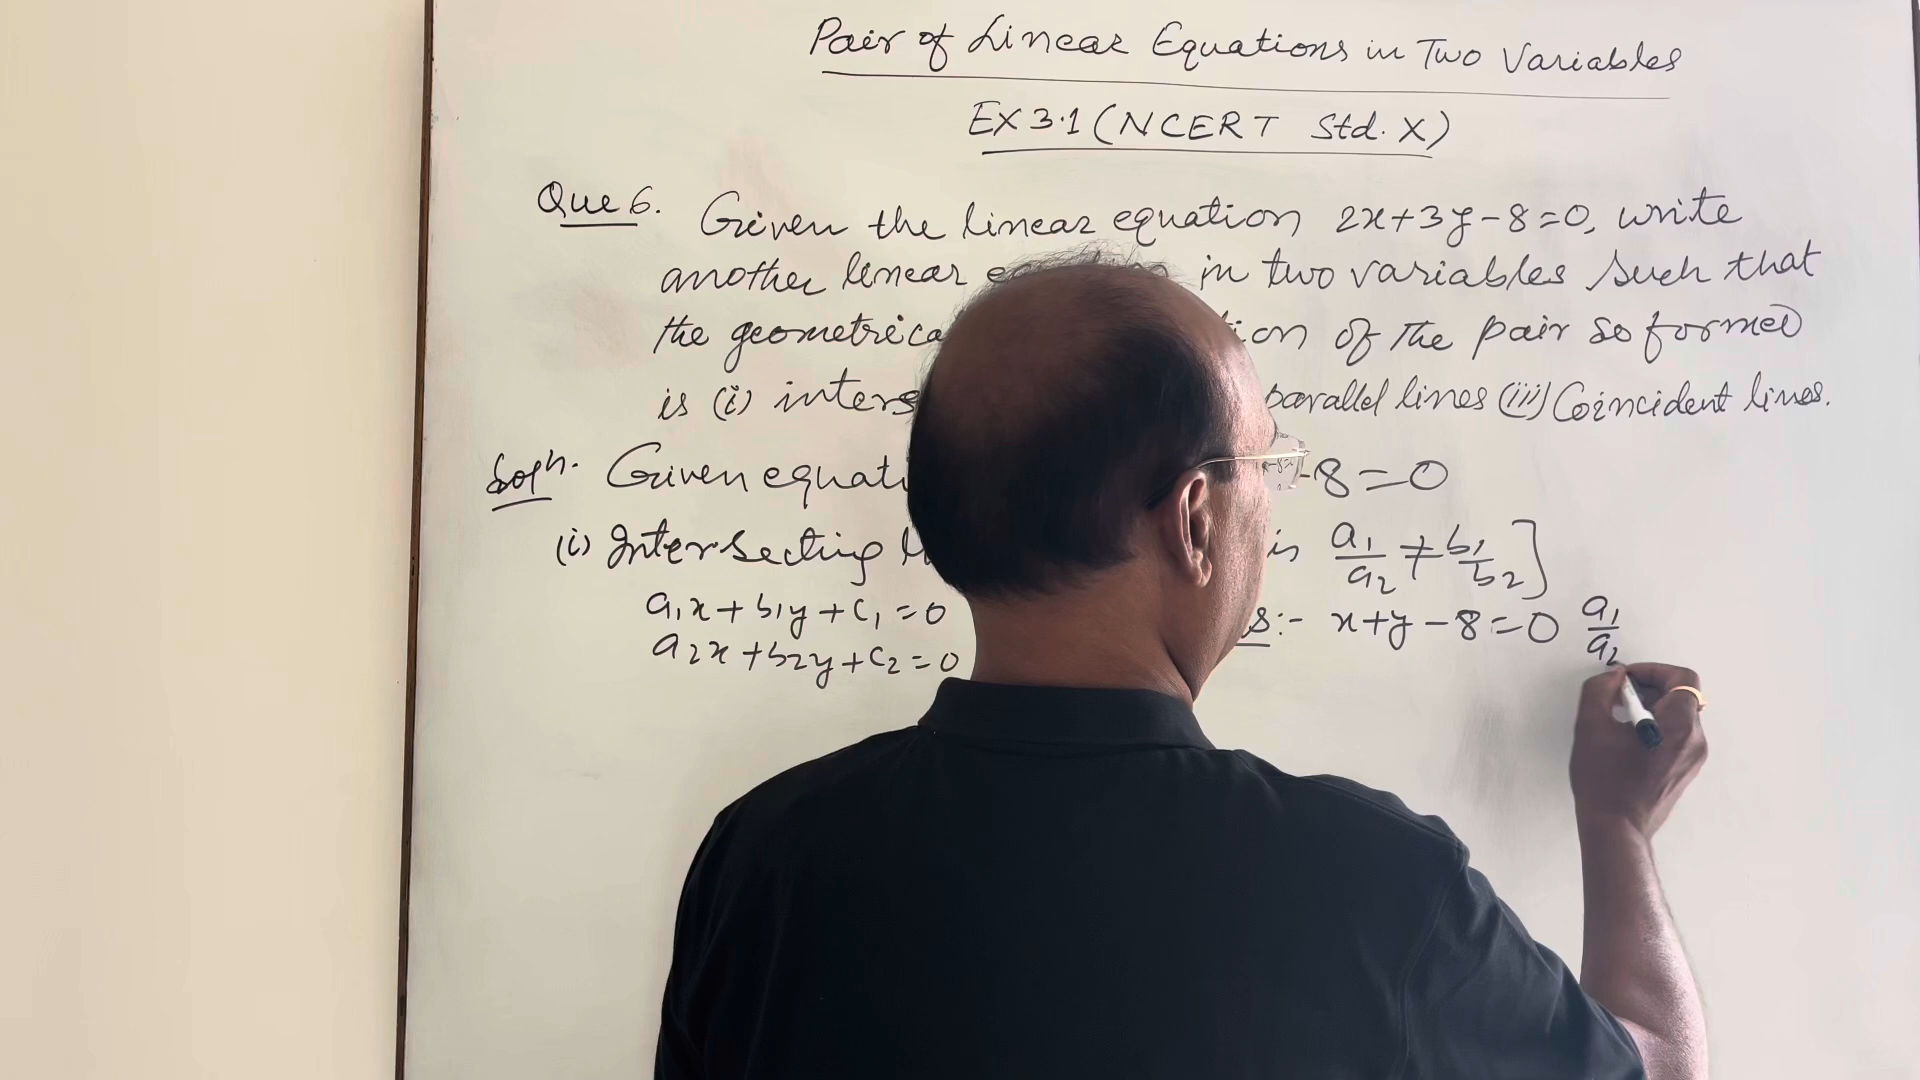 Pair of Linear Equations in Two Variables
EX 3.1 (NCERT Std. X)
Que 6. Given the linear equation 2x+3y-8=0, write
another linear in two variables such that
the of the pair so formed
is (i) parallel lines (iii) Coincident lines.
Solⁿ. Given -8=0
(i) Intersecting is a₁/a₂ ≠ b₁/b₂]
a₁x+b₁y+c₁=0 :- x+y-8=0 a₁/a₂
a₂x+b₂y+c₂=0